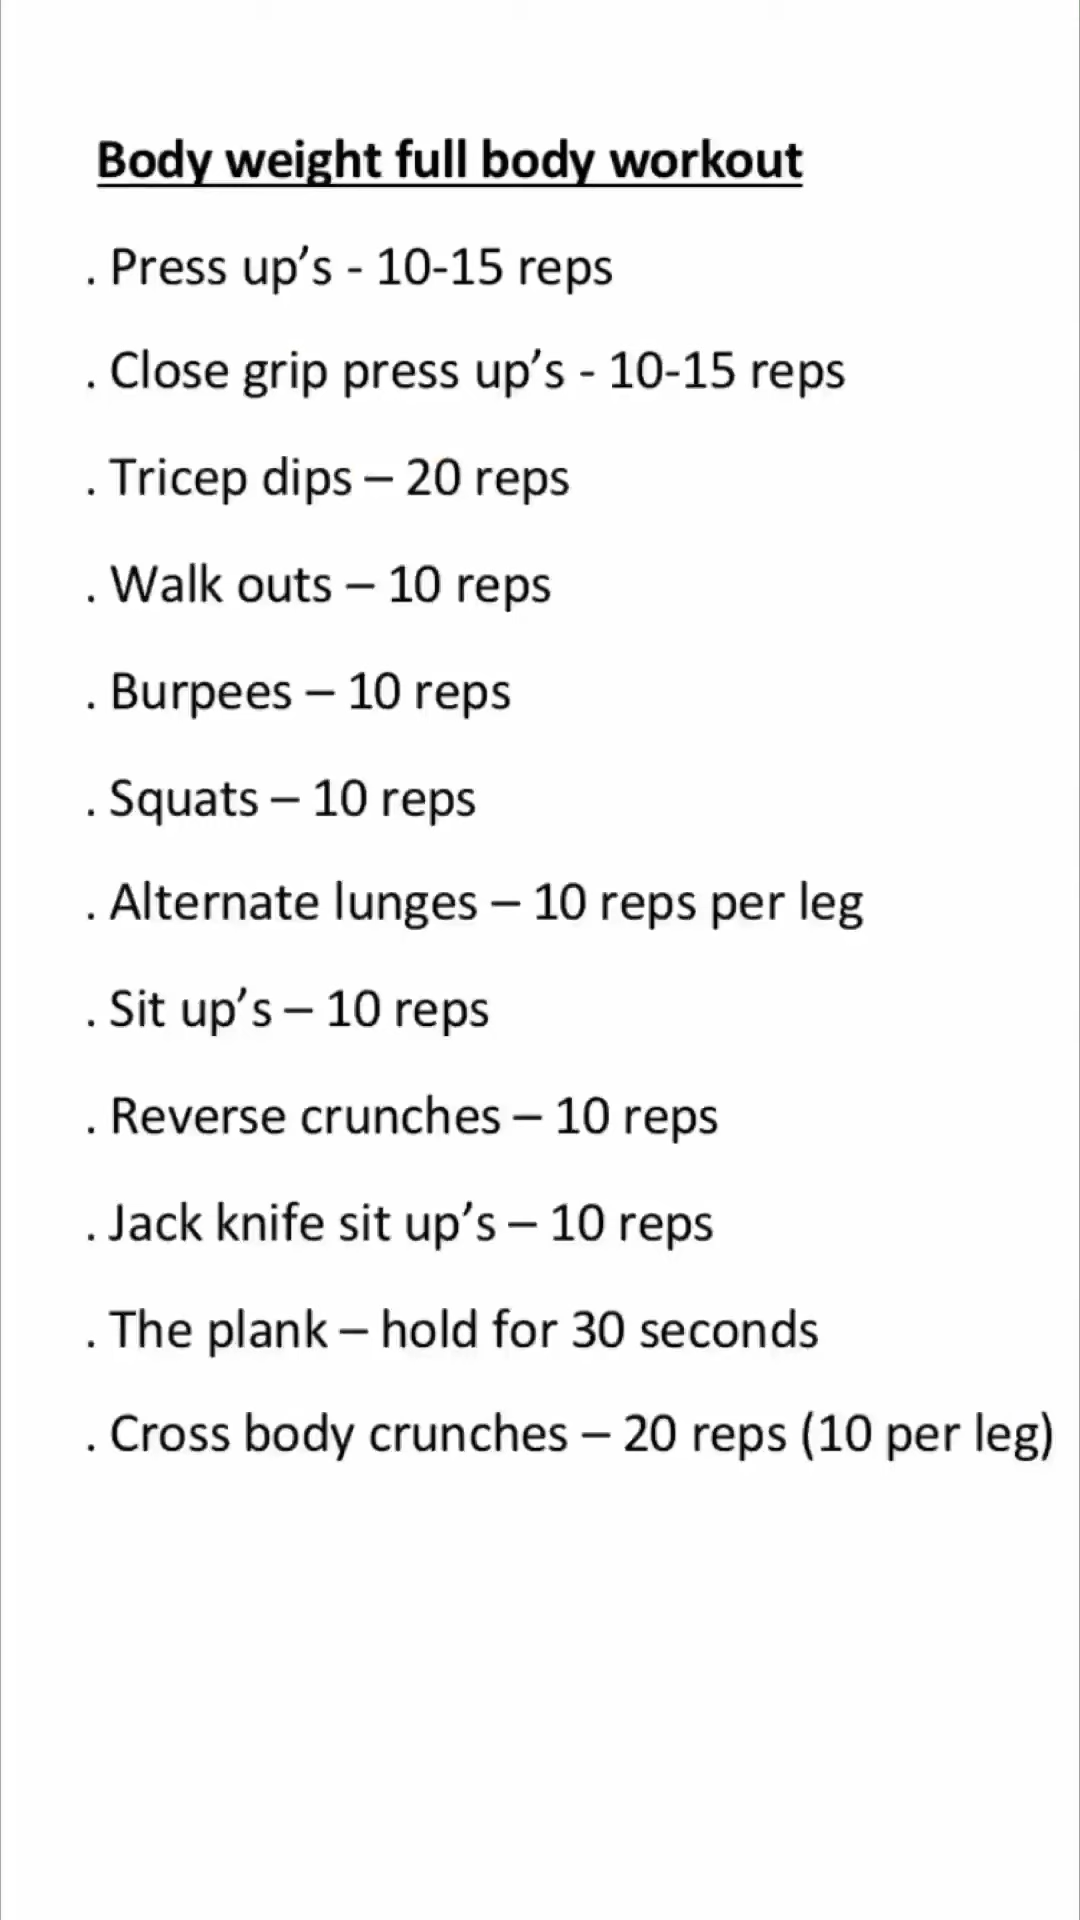 Body weight full body workout
. Press up’s - 10-15 reps
. Close grip press up’s - 10-15 reps
. Tricep dips – 20 reps
. Walk outs – 10 reps
. Burpees – 10 reps
. Squats – 10 reps
. Alternate lunges – 10 reps per leg
. Sit up’s – 10 reps
. Reverse crunches – 10 reps
. Jack knife sit up’s – 10 reps
. The plank – hold for 30 seconds
. Cross body crunches – 20 reps (10 per leg)